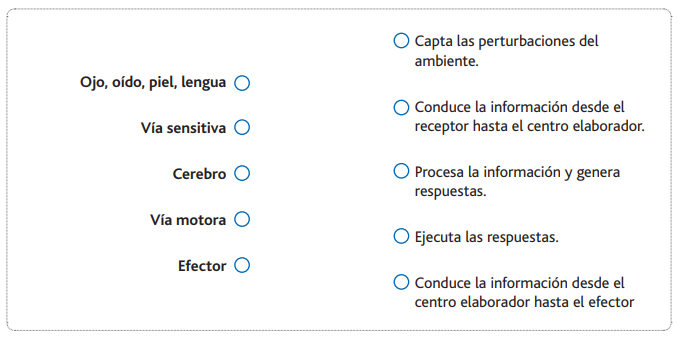 Ojo, oído, piel, lengua
Vía sensitiva
Cerebro
Vía motora
Efector
Capta las perturbaciones del
ambiente.
Conduce la información desde el
receptor hasta el centro elaborador.
Procesa la información y genera
respuestas.
Ejecuta las respuestas.
Conduce la información desde el
centro elaborador hasta el efector